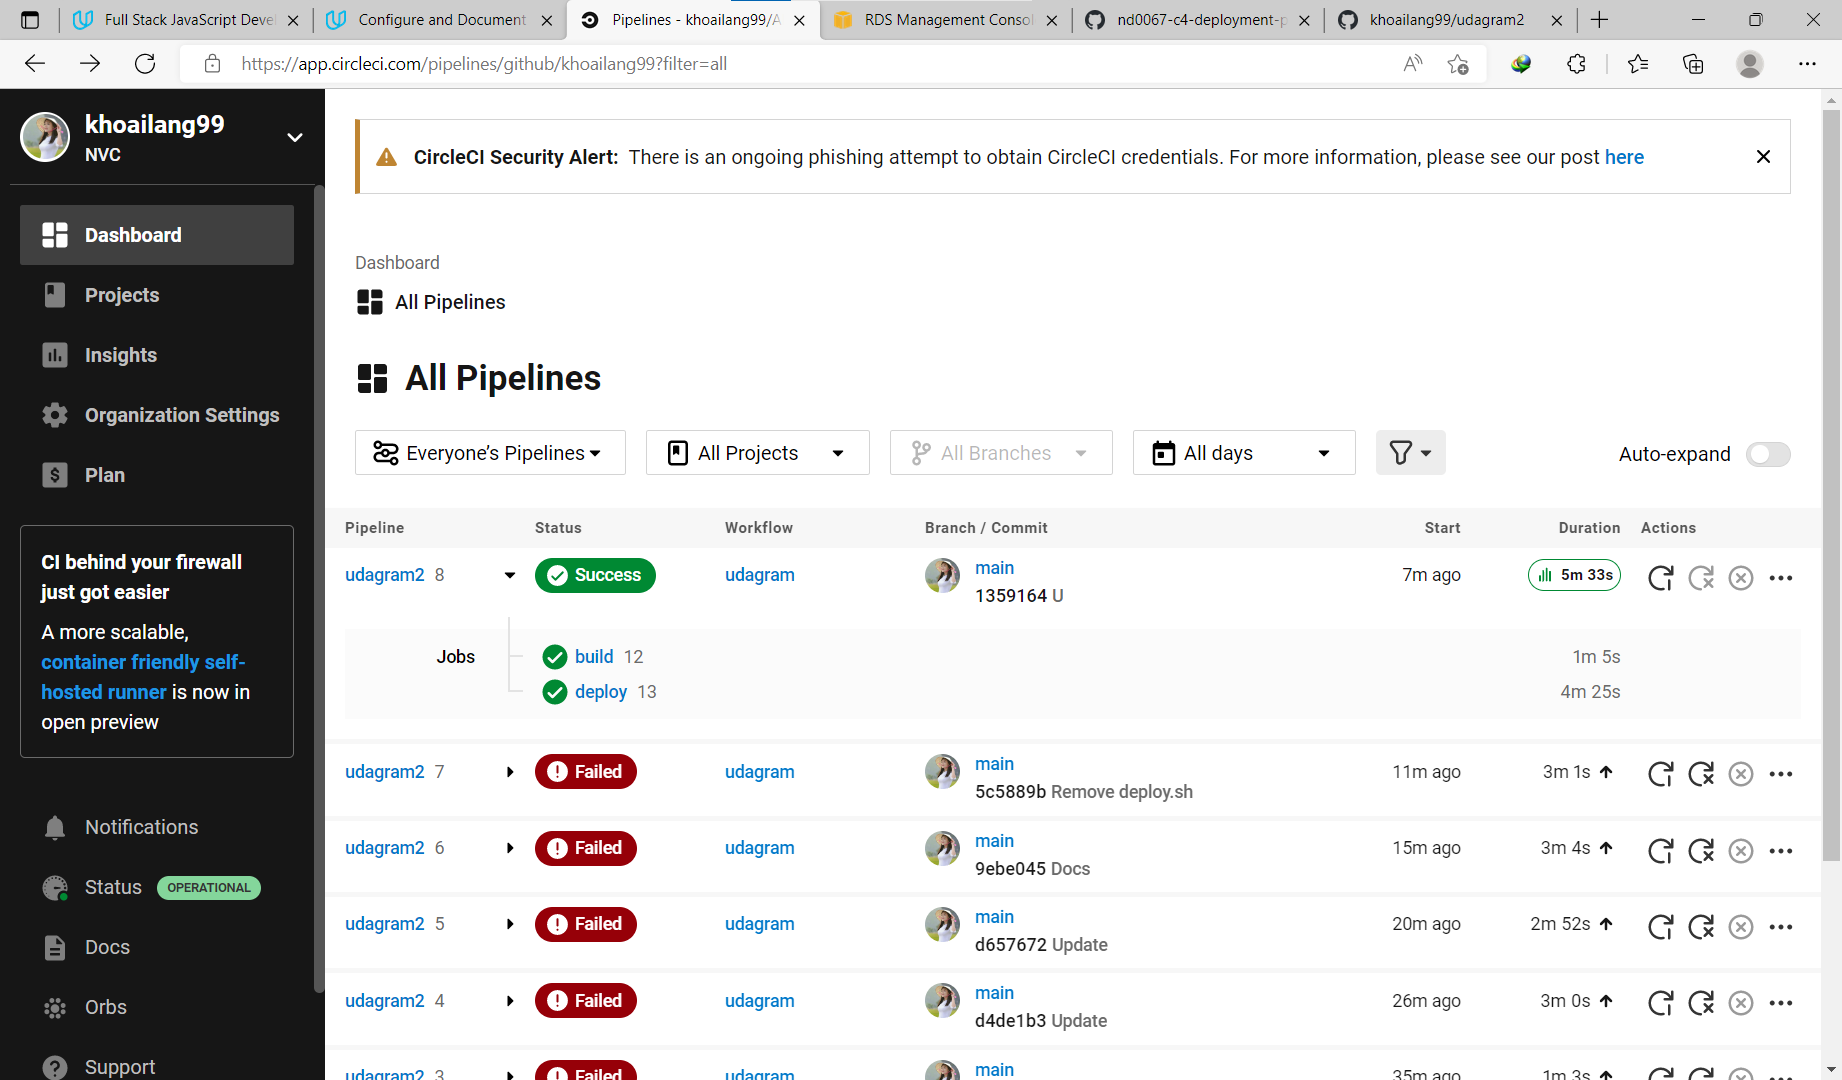 Full Stack JavaScript Deve
Configure and Document
Pipelines - khoailang99/A
RDS Management Consol
nd0067-c4-deployment-p
khoailang99/udagram2
https://app.circleci.com/pipelines/github/khoailang99?filter=all
khoailang99
NVC
Dashboard
Projects
Insights
Organization Settings
Plan
CI behind your firewall
just got easier
A more scalable,
container friendly self-
hosted runner is now in
open preview
Notifications
Status OPERATIONAL
Docs
Orbs
Support
CircleCI Security Alert: There is an ongoing phishing attempt to obtain CircleCI credentials. For more information, please see our post here
Dashboard
All Pipelines
All Pipelines
Everyone's Pipelines
All Projects
All Branches
All days
Auto-expand
Pipeline Status Workflow Branch / Commit Start Duration Actions
udagram2 8 Success udagram main 7m ago 5m 33s
1359164 U
Jobs build 12 1m 5s
deploy 13 4m 25s
udagram2 7 Failed udagram main 11m ago 3m 1s
5c5889b Remove deploy.sh
udagram2 6 Failed udagram main 15m ago 3m 4s
9ebe045 Docs
udagram2 5 Failed udagram main 20m ago 2m 52s
d657672 Update
udagram2 4 Failed udagram main 26m ago 3m 0s
d4de1b3 Update
udagram2 3 Failed udagram main 35m ago 1m 3s